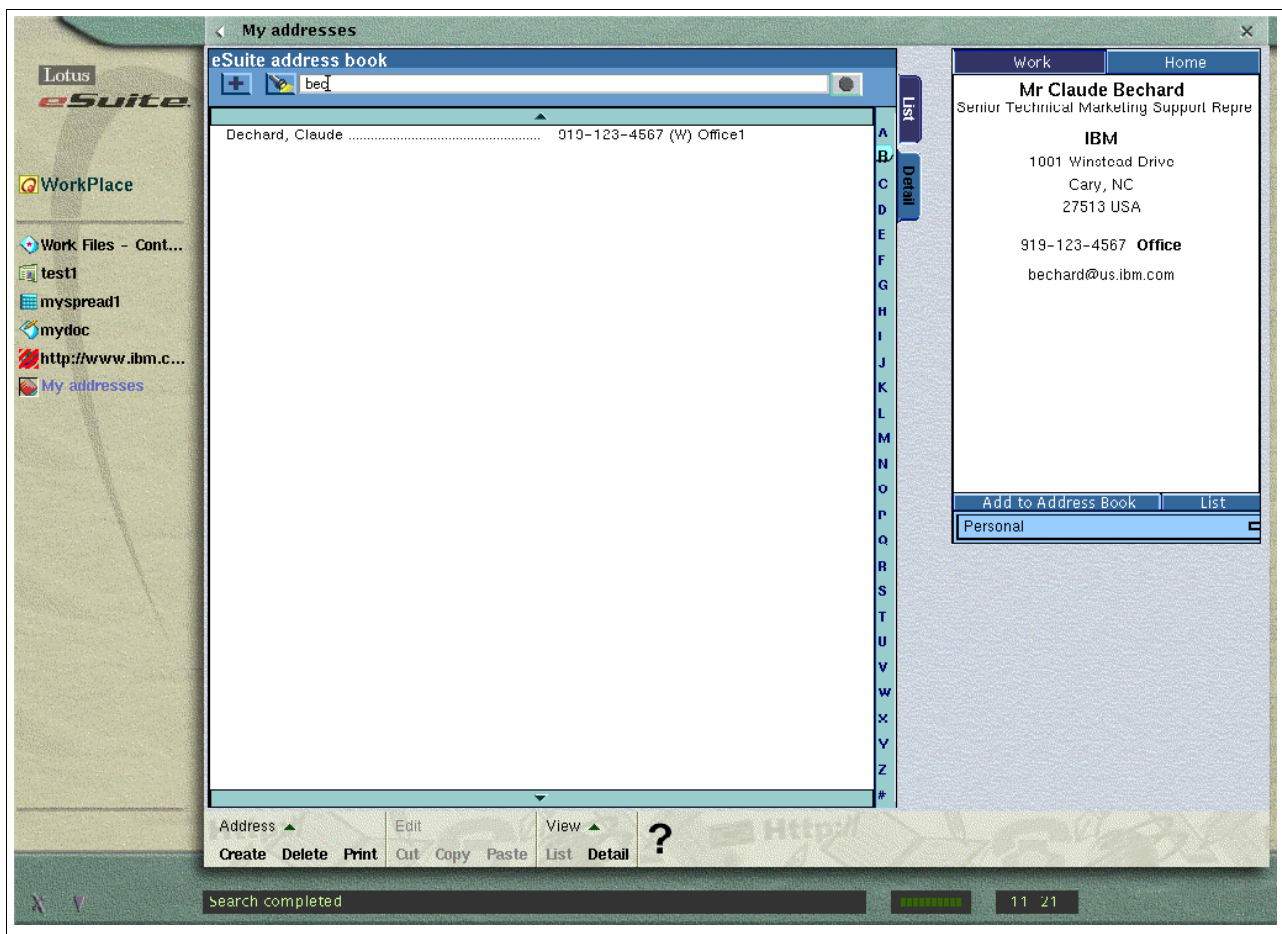 My addresses
Lotus
eSuite
WorkPlace
Work Files - Cont...
test1
myspread1
mydoc
http://www.ibm.c...
My addresses
eSuite address book
bec
Bechard, Claude ................................................ 919-123-4567 (W) Office1
A
B
C
D
E
F
G
H
I
J
K
L
M
N
O
P
Q
R
S
T
U
V
W
X
Y
Z
#
List
Detail
Work Home
Mr Claude Bechard
Senior Technical Marketing Support Repre
IBM
1001 Winstead Drive
Cary, NC
27513 USA
919-123-4567 Office
bechard@us.ibm.com
Add to Address Book List
Personal
Address Edit View
Create Delete Print Cut Copy Paste List Detail ?
Http://
Search completed
11 21